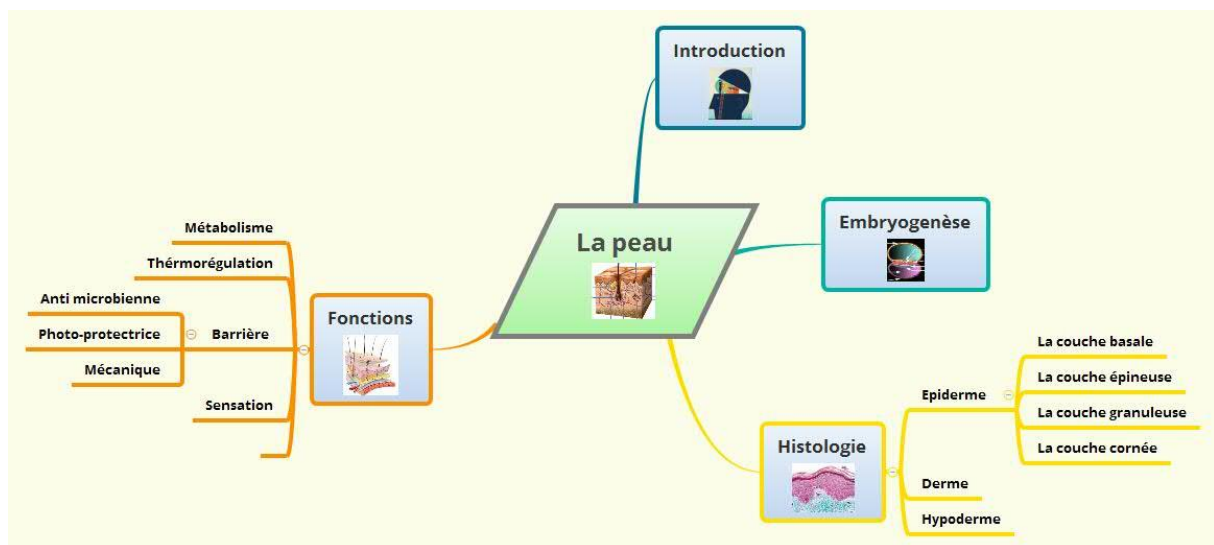 Introduction
La peau
Embryogenèse
Fonctions
Métabolisme
Thérmorégulation
Barrière
Anti microbienne
Photo-protectrice
Mécanique
Sensation
Histologie
Epiderme
La couche basale
La couche épineuse
La couche granuleuse
La couche cornée
Derme
Hypoderme